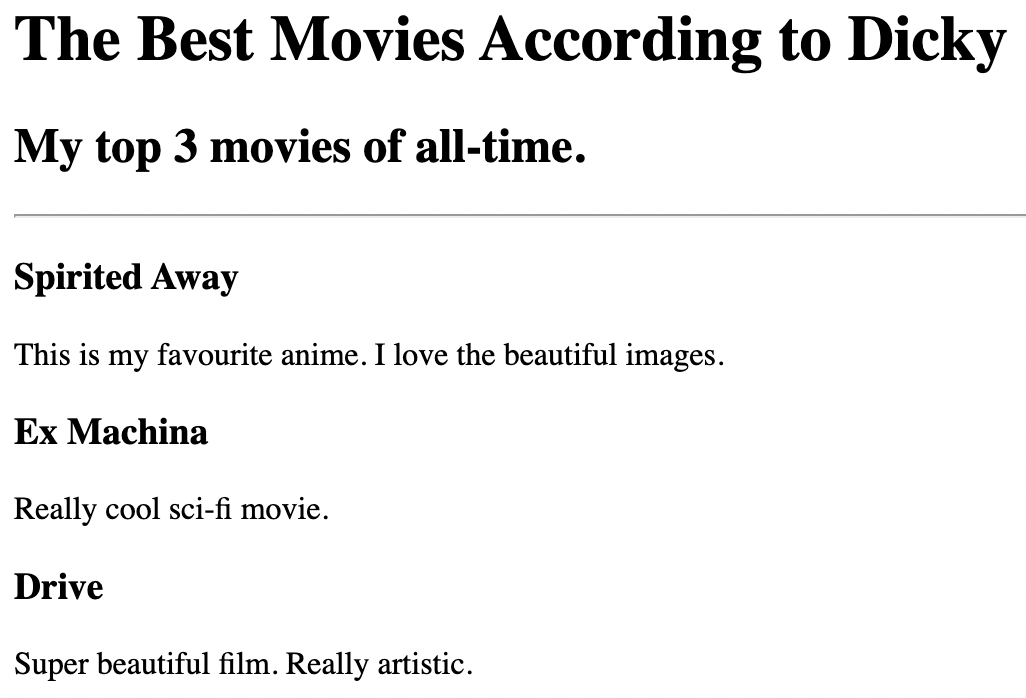 The Best Movies According to Dicky
My top 3 movies of all-time.
Spirited Away
This is my favourite anime. I love the beautiful images.
Ex Machina
Really cool sci-fi movie.
Drive
Super beautiful film. Really artistic.